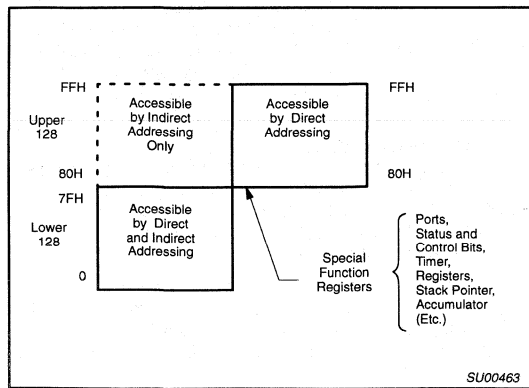 FFH
Upper
128
80H
7FH
Lower
128
0
Accessible
by Indirect
Addressing
Only
Accessible
by Direct
Addressing
FFH
80H
Accessible
by Direct
and Indirect
Addressing
Special
Function
Registers
Ports,
Status and
Control Bits,
Timer,
Registers,
Stack Pointer,
Accumulator
(Etc.)
SU00463